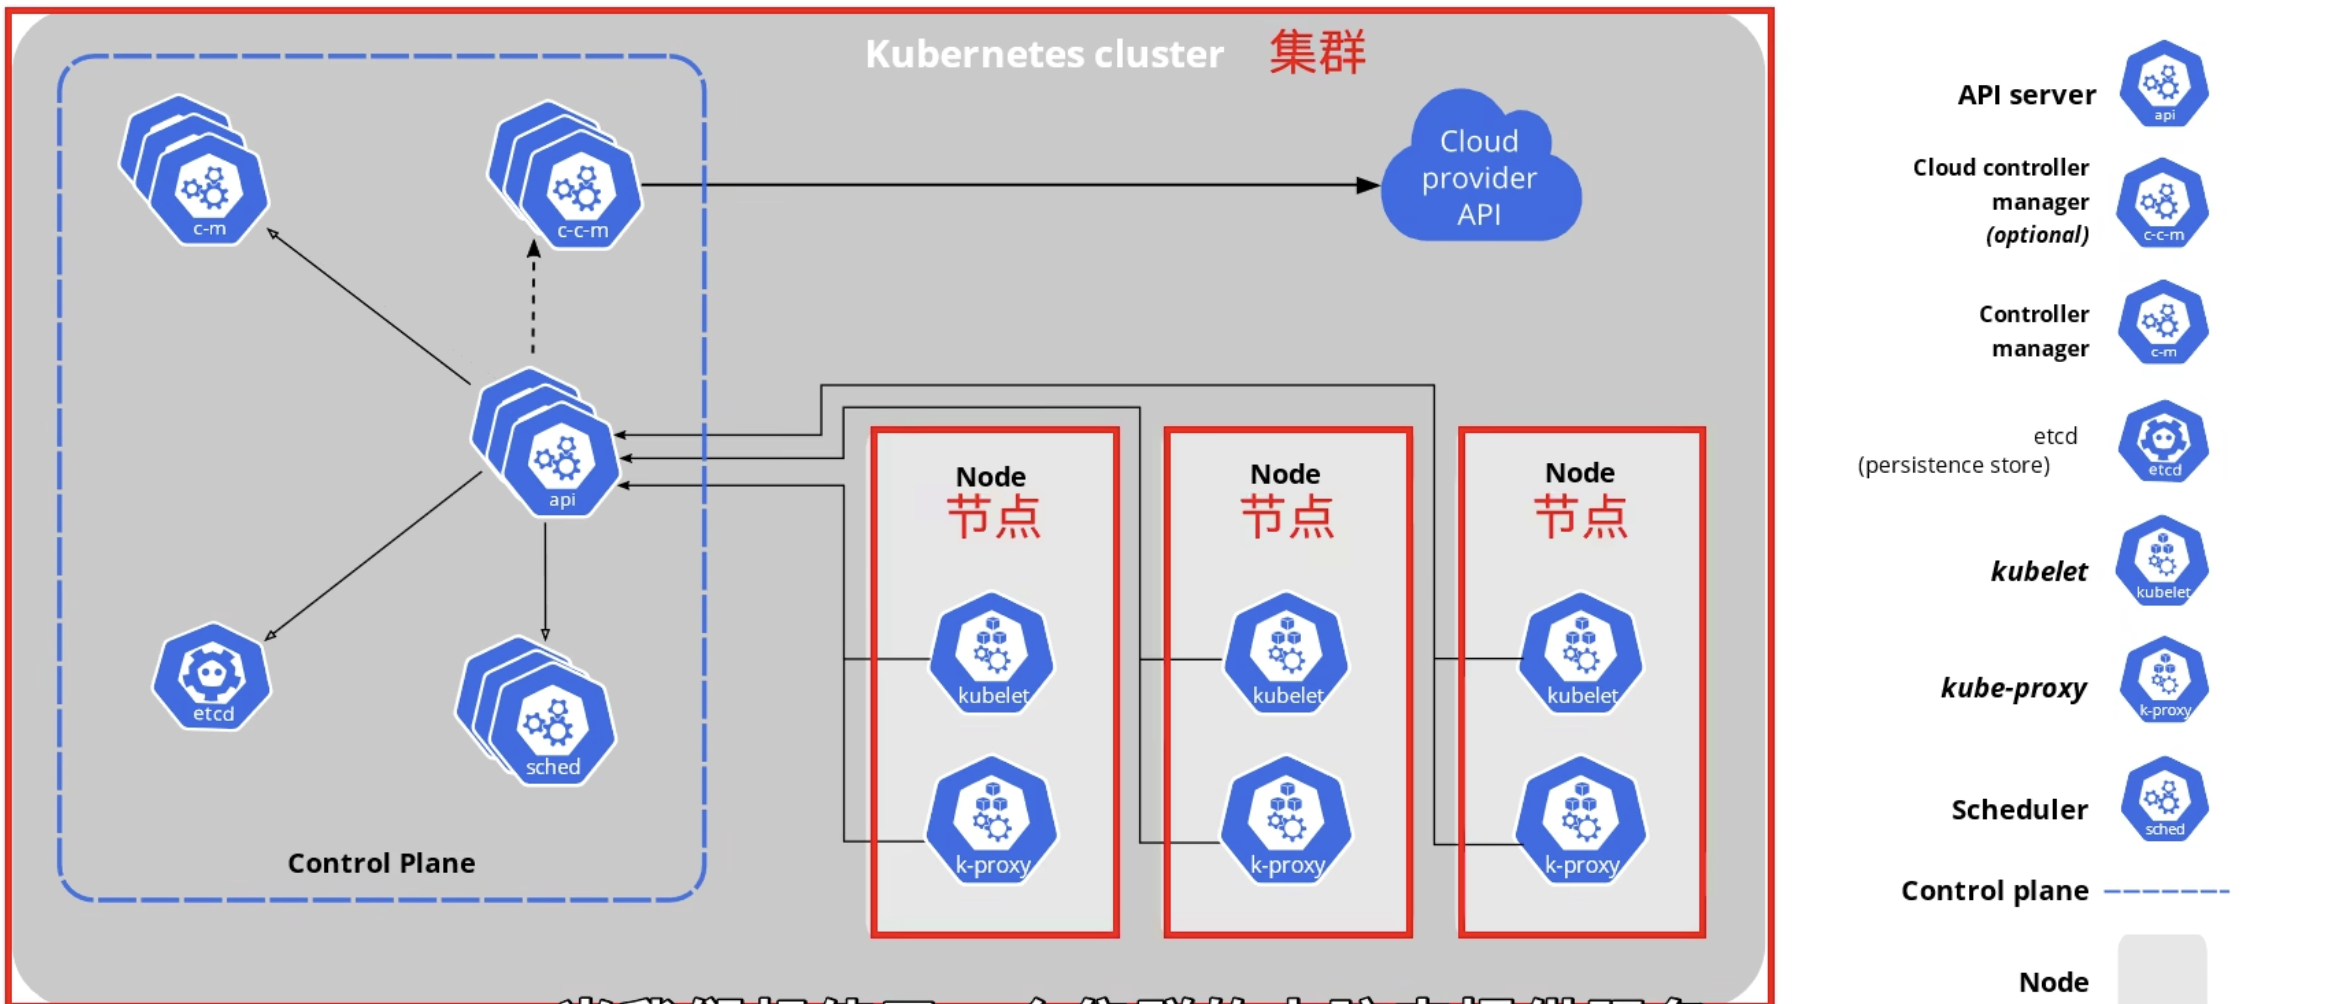 Kubernetes cluster 集群
c-m
c-c-m
Cloud
provider
API
api
etcd
sched
Control Plane
Node
节点
kubelet
k-proxy
Node
节点
kubelet
k-proxy
Node
节点
kubelet
k-proxy
API server
api
Cloud controller
manager
(optional)
c-c-m
Controller
manager
c-m
etcd
(persistence store)
etcd
kubelet
kubelet
kube-proxy
k-proxy
Scheduler
sched
Control plane
Node